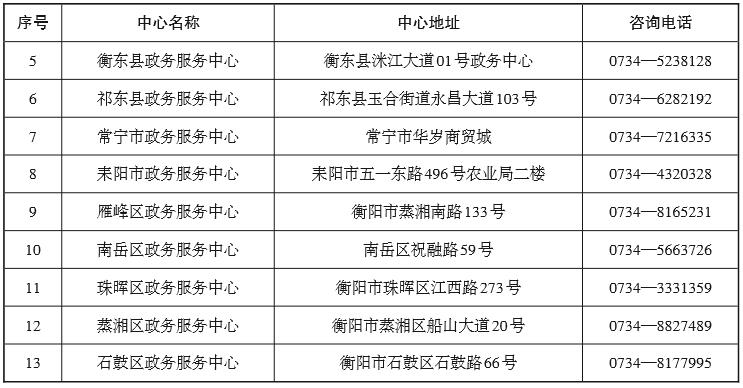 序号 中心名称 中心地址 咨询电话
5 衡东县政务服务中心 衡东县洣江大道01号政务中心 0734—5238128
6 祁东县政务服务中心 祁东县玉合街道永昌大道103号 0734—6282192
7 常宁市政务服务中心 常宁市华岁商贸城 0734—7216335
8 耒阳市政务服务中心 耒阳市五一东路496号农业局二楼 0734—4320328
9 雁峰区政务服务中心 衡阳市蒸湘南路133号 0734—8165231
10 南岳区政务服务中心 南岳区祝融路59号 0734—5663726
11 珠晖区政务服务中心 衡阳市珠晖区江西路273号 0734—3331359
12 蒸湘区政务服务中心 衡阳市蒸湘区船山大道20号 0734—8827489
13 石鼓区政务服务中心 衡阳市石鼓区石鼓路66号 0734—8177995